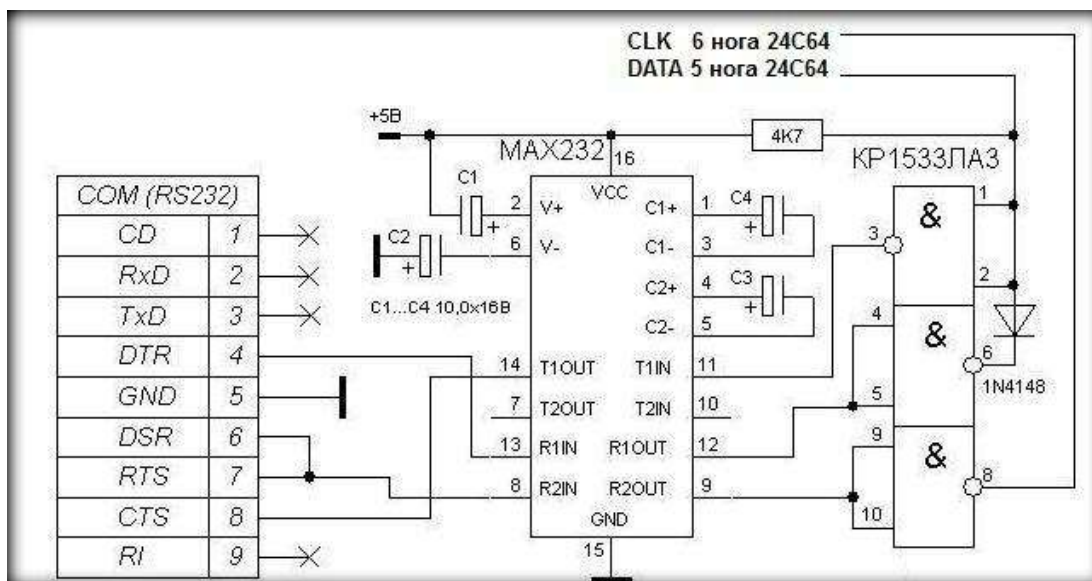 CLK 6 нога 24C64
DATA 5 нога 24C64
+5В
4K7
MAX232
КР1533ЛА3
16
VCC
COM (RS232)
CD 1
RxD 2
TxD 3
DTR 4
GND 5
DSR 6
RTS 7
CTS 8
RI 9
C1
+
2 V+
C2
+
6 V-
C1...C4 10,0x16В
C1+ 1
C4
+
C1- 3
C2+ 4
C3
+
C2- 5
14 T1OUT T1IN 11
7 T2OUT T2IN 10
13 R1IN R1OUT 12
8 R2IN R2OUT 9
GND
15
&
1
3
2
&
4
6
5
1N4148
&
9
8
10